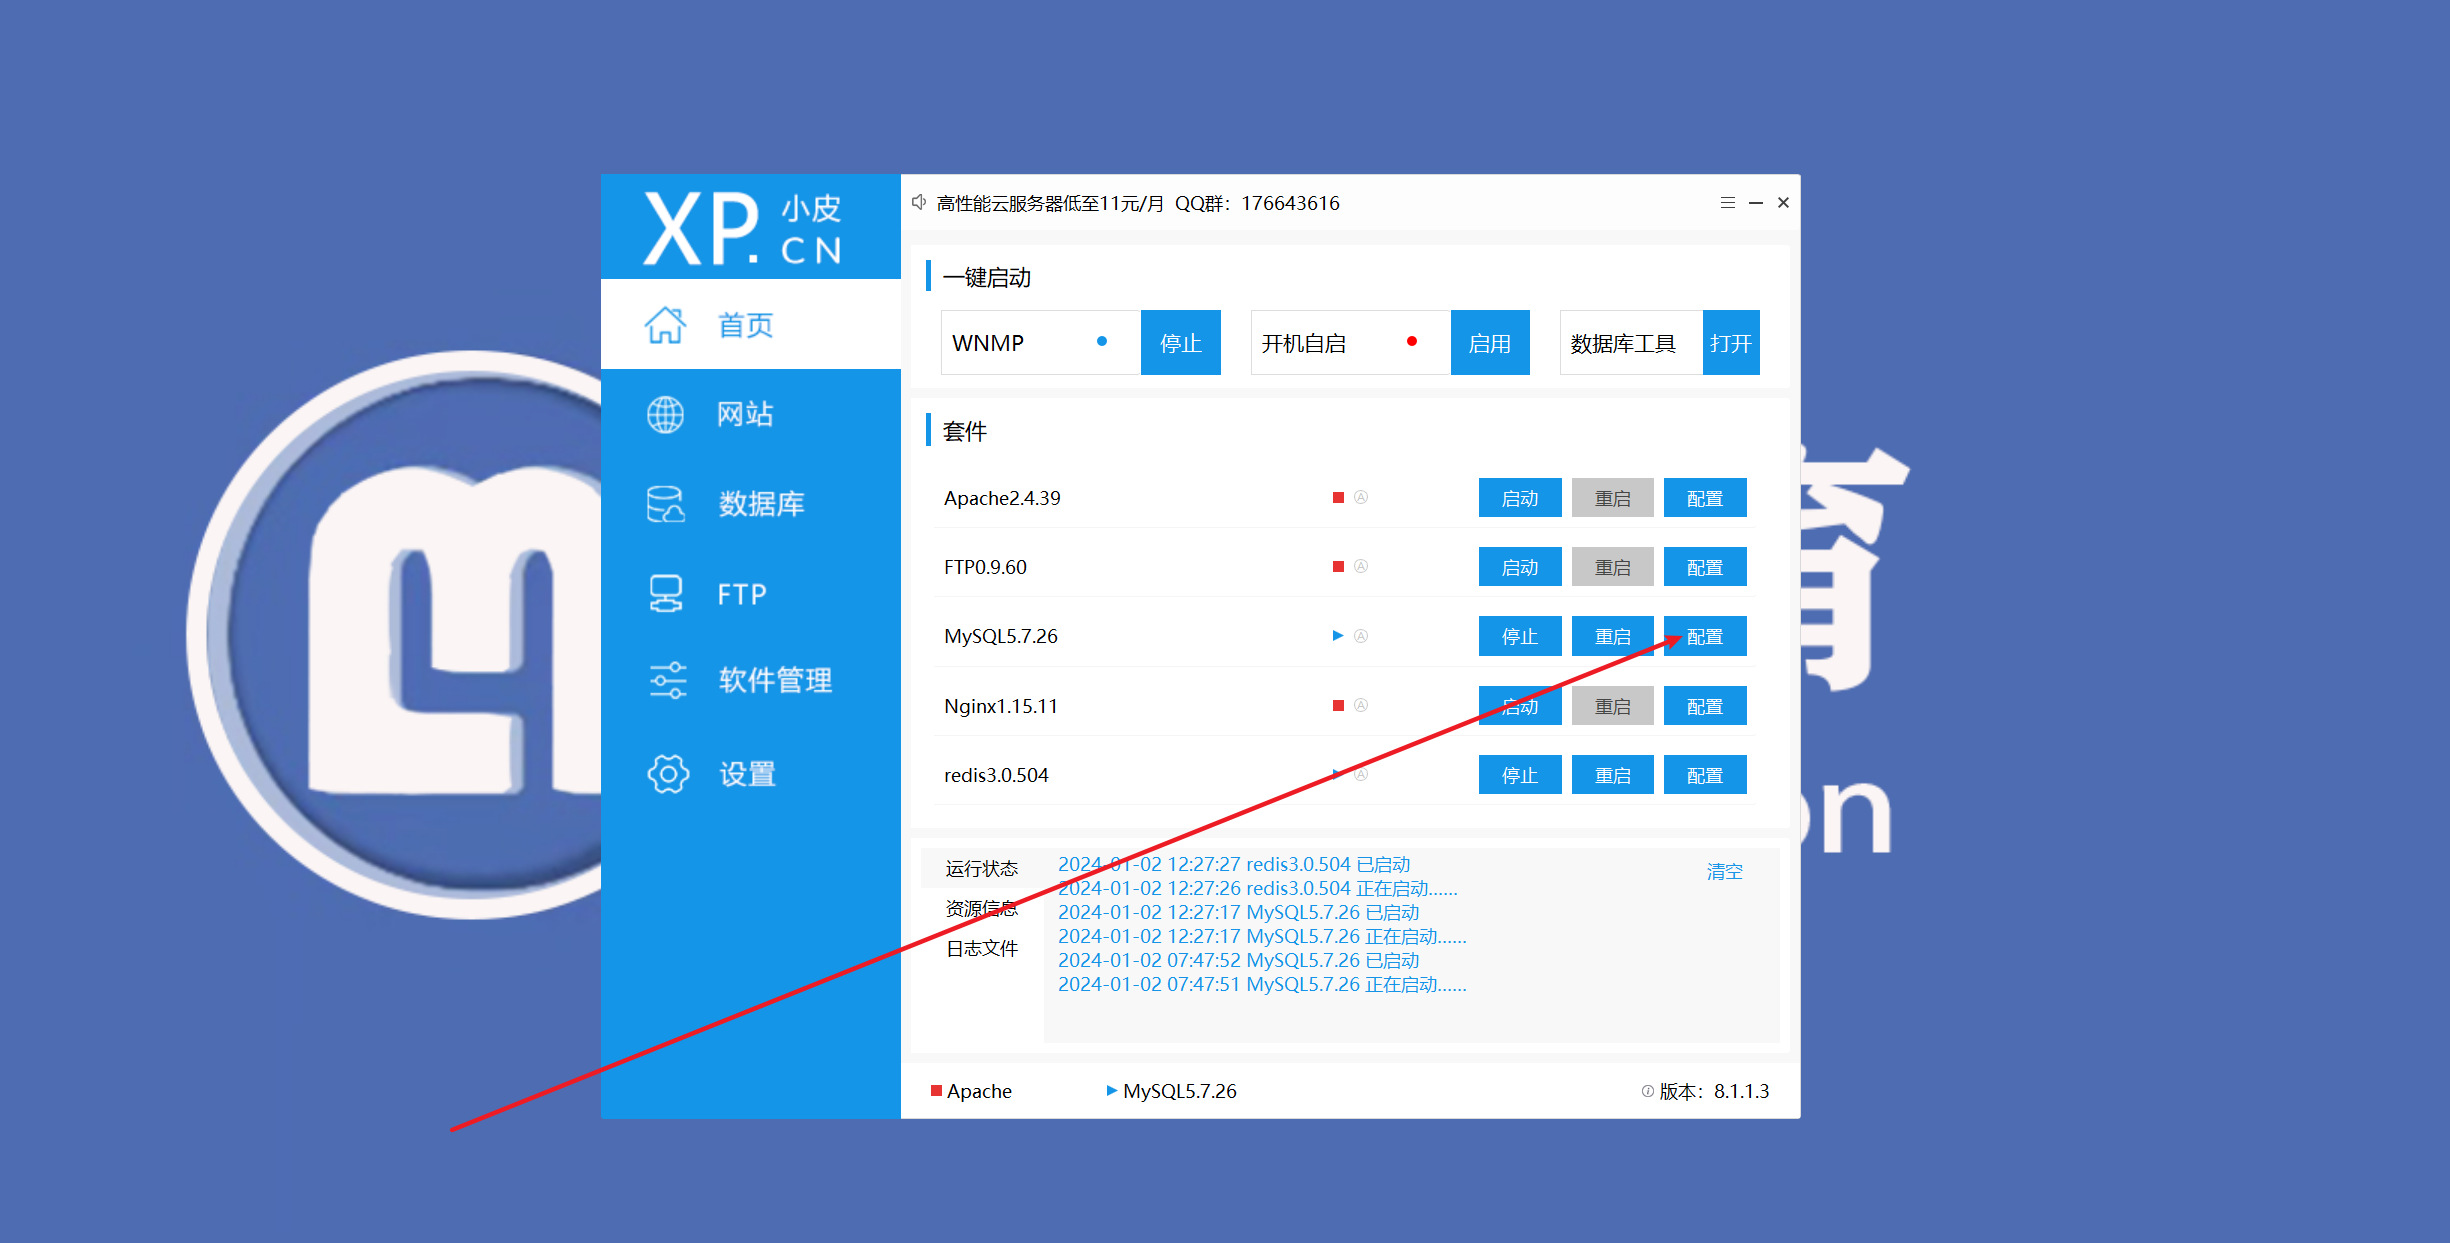 XP. 小皮
CN
高性能云服务器低至11元/月 QQ群：176643616
首页
网站
数据库
FTP
软件管理
设置
一键启动
WNMP 停止 开机自启 启用 数据库工具 打开
套件
Apache2.4.39 启动 重启 配置
FTP0.9.60 启动 重启 配置
MySQL5.7.26 停止 重启 配置
Nginx1.15.11 启动 重启 配置
redis3.0.504 停止 重启 配置
运行状态
资源信息
日志文件
2024-01-02 12:27:27 redis3.0.504 已启动
2024-01-02 12:27:26 redis3.0.504 正在启动......
2024-01-02 12:27:17 MySQL5.7.26 已启动
2024-01-02 12:27:17 MySQL5.7.26 正在启动......
2024-01-02 07:47:52 MySQL5.7.26 已启动
2024-01-02 07:47:51 MySQL5.7.26 正在启动......
清空
Apache MySQL5.7.26 版本：8.1.1.3